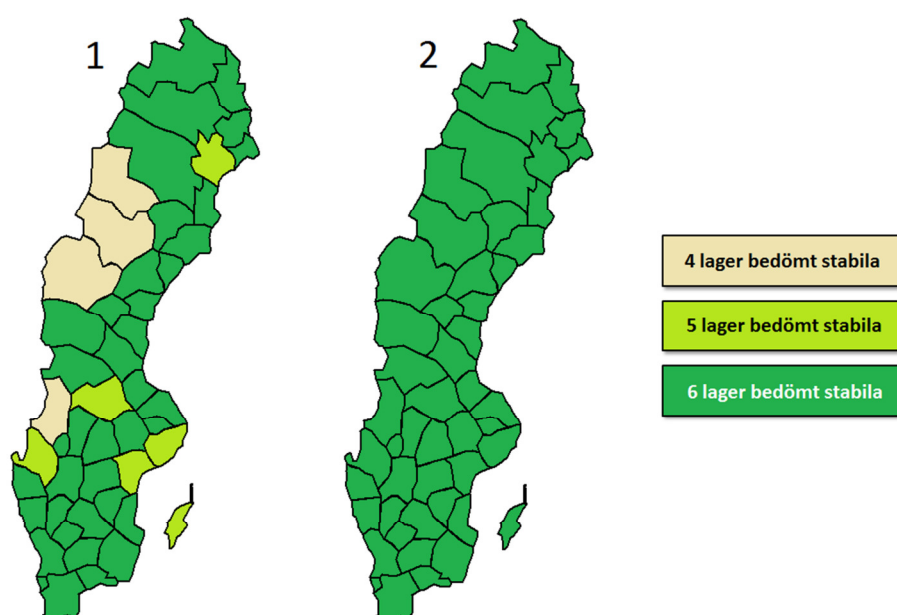 1
2
4 lager bedömt stabila
5 lager bedömt stabila
6 lager bedömt stabila